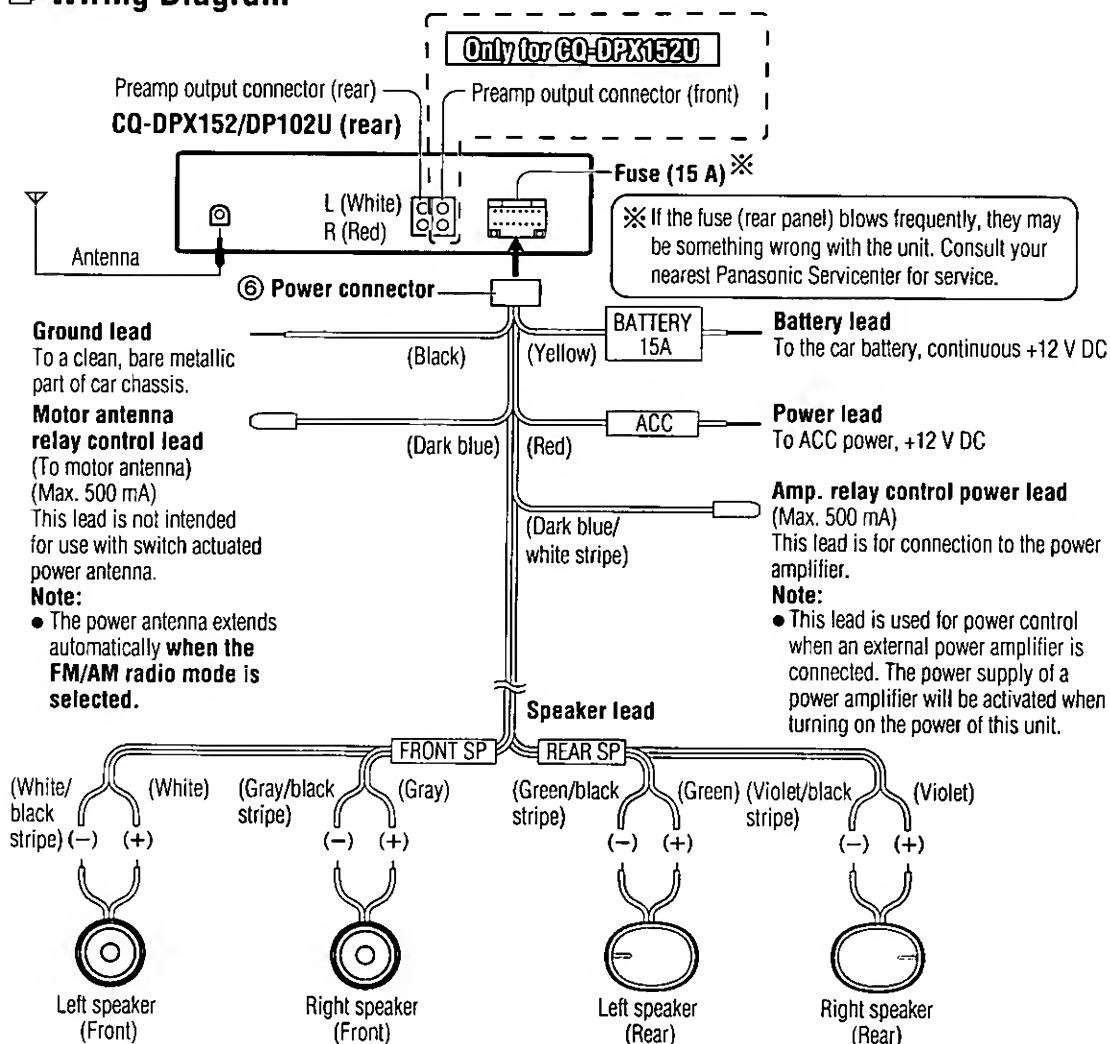 Wiring Diagram
Only for CQ-DPX152U
Preamp output connector (rear)
Preamp output connector (front)
CQ-DPX152/DP102U (rear)
Fuse (15 A) ※
L (White)
R (Red)
Antenna
※ If the fuse (rear panel) blows frequently, they may
be something wrong with the unit. Consult your
nearest Panasonic Servicenter for service.
⑥ Power connector
Ground lead
To a clean, bare metallic
part of car chassis.
(Black)
(Yellow)
BATTERY
15A
Battery lead
To the car battery, continuous +12 V DC
Motor antenna
relay control lead
(To motor antenna)
(Max. 500 mA)
This lead is not intended
for use with switch actuated
power antenna.
Note:
● The power antenna extends
automatically when the
FM/AM radio mode is
selected.
(Dark blue)
(Red)
ACC
Power lead
To ACC power, +12 V DC
(Dark blue/
white stripe)
Amp. relay control power lead
(Max. 500 mA)
This lead is for connection to the power
amplifier.
Note:
● This lead is used for power control
when an external power amplifier is
connected. The power supply of a
power amplifier will be activated when
turning on the power of this unit.
Speaker lead
FRONT SP
REAR SP
(White/
black
stripe)
(White)
(Gray/black
stripe)
(Gray)
(Green/black
stripe)
(Green)
(Violet/black
stripe)
(Violet)
(−) (+)
(−) (+)
(−) (+)
(−) (+)
Left speaker
(Front)
Right speaker
(Front)
Left speaker
(Rear)
Right speaker
(Rear)